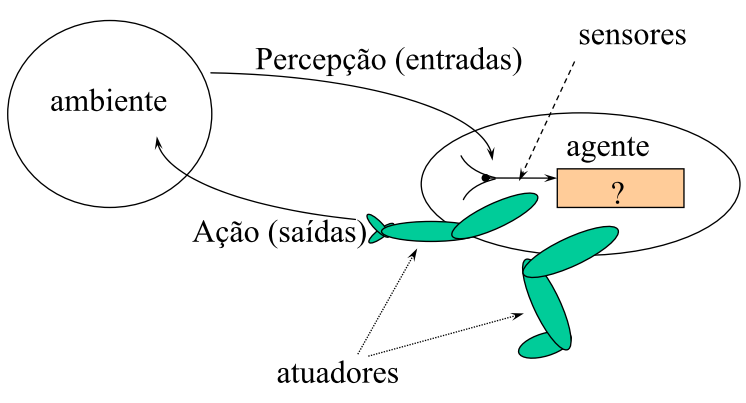 sensores
Percepção (entradas)
ambiente
agente
?
Ação (saídas)
atuadores